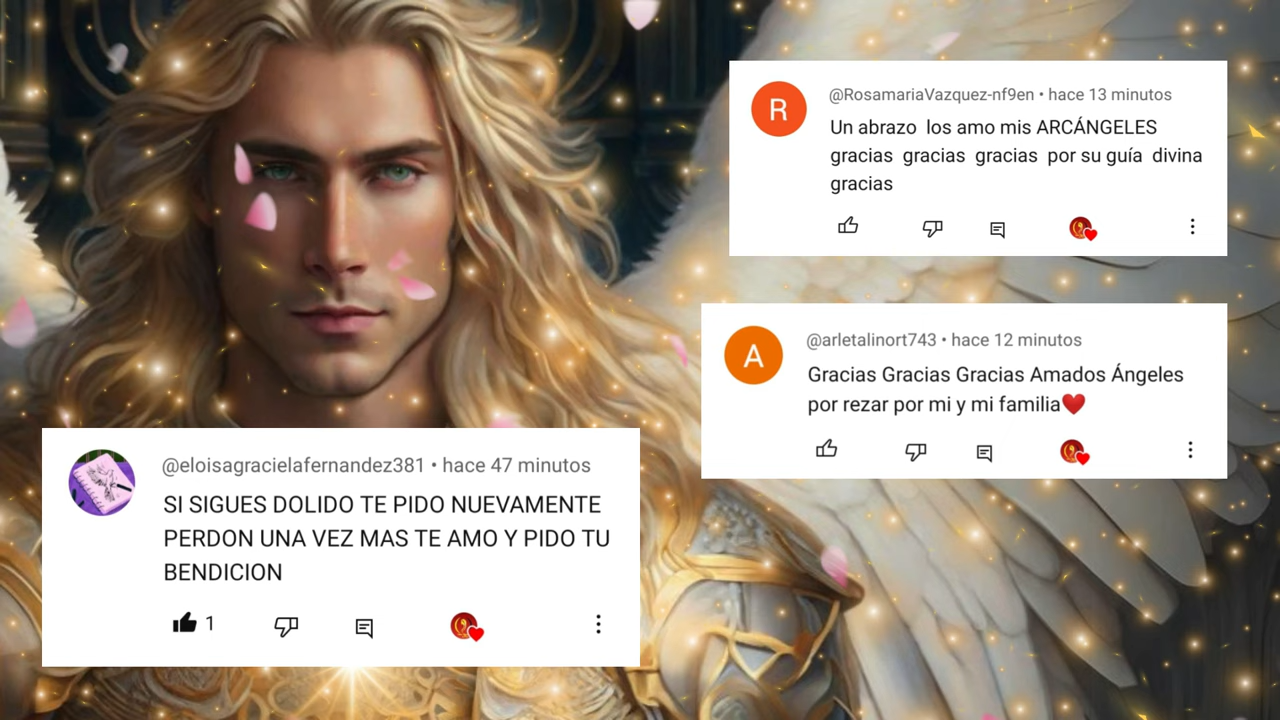 R
@RosamariaVazquez-nf9en • hace 13 minutos
Un abrazo los amo mis ARCÁNGELES
gracias gracias gracias por su guía divina
gracias
A
@arletalinort743 • hace 12 minutos
Gracias Gracias Gracias Amados Ángeles
por rezar por mi y mi familia❤️
@eloisagracielafernandez381 • hace 47 minutos
SI SIGUES DOLIDO TE PIDO NUEVAMENTE
PERDON UNA VEZ MAS TE AMO Y PIDO TU
BENDICION
1